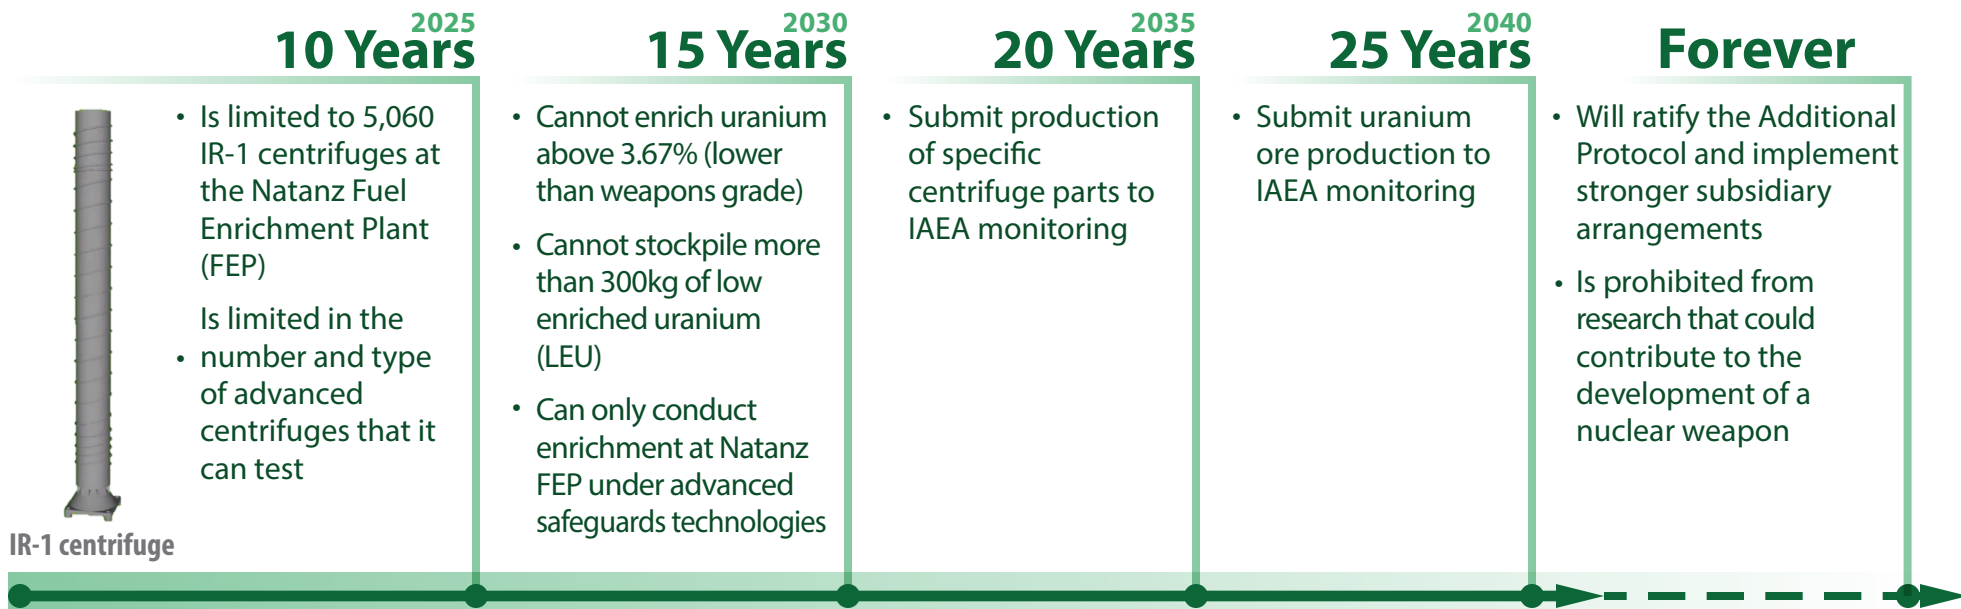 2025
10 Years
• Is limited to 5,060
IR-1 centrifuges at
the Natanz Fuel
Enrichment Plant
(FEP)
Is limited in the
• number and type
of advanced
centrifuges that it
can test
IR-1 centrifuge
2030
15 Years
• Cannot enrich uranium
above 3.67% (lower
than weapons grade)
• Cannot stockpile more
than 300kg of low
enriched uranium
(LEU)
• Can only conduct
enrichment at Natanz
FEP under advanced
safeguards technologies
2035
20 Years
• Submit production
of specific
centrifuge parts to
IAEA monitoring
2040
25 Years
• Submit uranium
ore production to
IAEA monitoring
Forever
• Will ratify the Additional
Protocol and implement
stronger subsidiary
arrangements
• Is prohibited from
research that could
contribute to the
development of a
nuclear weapon